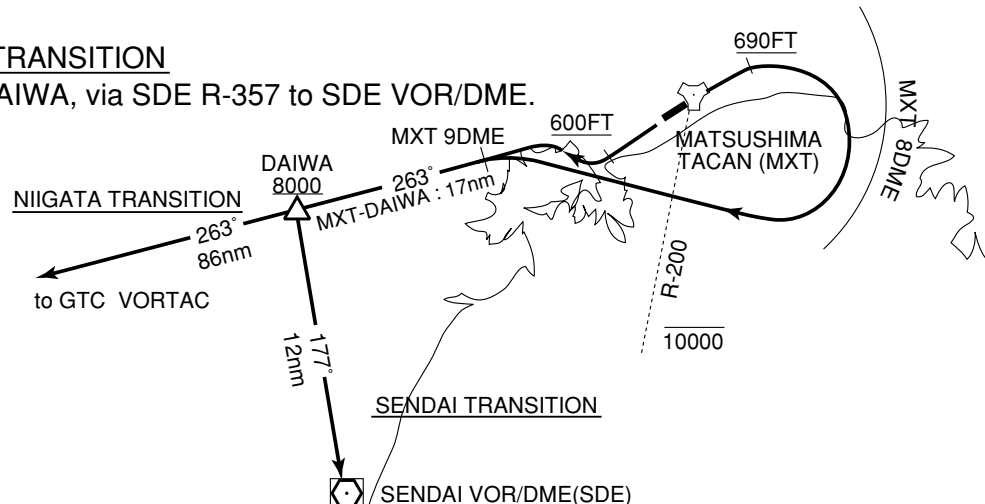 TRANSITION
AIWA, via SDE R-357 to SDE VOR/DME.
690FT
600FT
MXT 9DME
MATSUSHIMA
TACAN (MXT)
MXT 8DME
DAIWA
8000
263°
MXT-DAIWA : 17nm
NIIGATA TRANSITION
263°
86nm
to GTC VORTAC
R-200
10000
177°
12nm
SENDAI TRANSITION
SENDAI VOR/DME(SDE)